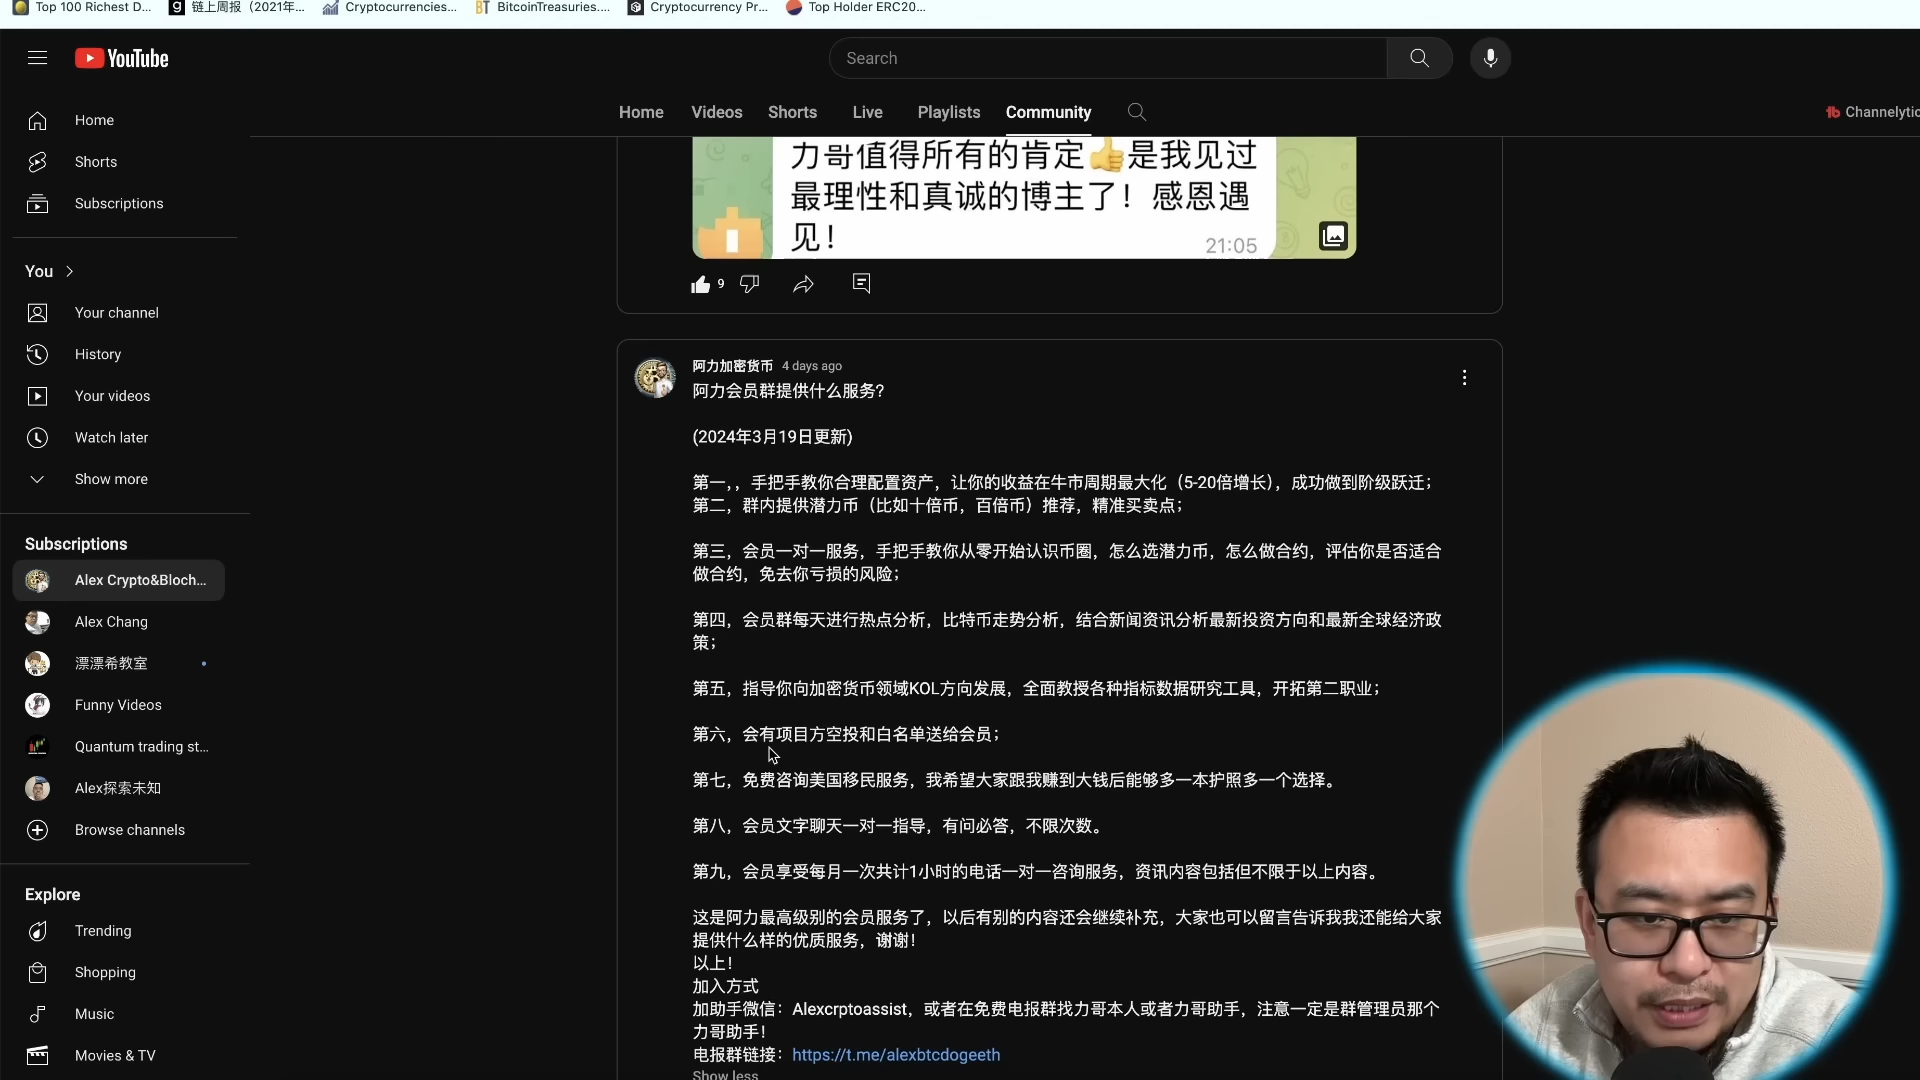 Top 100 Richest D...
链上周报（2021年...
Cryptocurrencies...
BitcoinTreasuries....
Cryptocurrency Pr...
Top Holder ERC20...
YouTube
Search
Home
Videos
Shorts
Live
Playlists
Community
Channelytic
Home
Shorts
Subscriptions
You
Your channel
History
Your videos
Watch later
Show more
Subscriptions
Alex Crypto&Bloch...
Alex Chang
漂漂希教室
Funny Videos
Quantum trading st...
Alex探索未知
Browse channels
Explore
Trending
Shopping
Music
Movies & TV
力哥值得所有的肯定👍是我见过
最理性和真诚的博主了！感恩遇
见！
21:05
9
阿力加密货币 4 days ago
阿力会员群提供什么服务?
(2024年3月19日更新)
第一，，手把手教你合理配置资产，让你的收益在牛市周期最大化（5-20倍增长），成功做到阶级跃迁；
第二，群内提供潜力币（比如十倍币，百倍币）推荐，精准买卖点；
第三，会员一对一服务，手把手教你从零开始认识币圈，怎么选潜力币，怎么做合约，评估你是否适合
做合约，免去你亏损的风险；
第四，会员群每天进行热点分析，比特币走势分析，结合新闻资讯分析最新投资方向和最新全球经济政
策；
第五，指导你向加密货币领域KOL方向发展，全面教授各种指标数据研究工具，开拓第二职业；
第六，会有项目方空投和白名单送给会员；
第七，免费咨询美国移民服务，我希望大家跟我赚到大钱后能够多一本护照多一个选择。
第八，会员文字聊天一对一指导，有问必答，不限次数。
第九，会员享受每月一次共计1小时的电话一对一咨询服务，资讯内容包括但不限于以上内容。
这是阿力最高级别的会员服务了，以后有别的内容还会继续补充，大家也可以留言告诉我我还能给大家
提供什么样的优质服务，谢谢！
以上！
加入方式
加助手微信：Alexcrptoassist，或者在免费电报群找力哥本人或者力哥助手，注意一定是群管理员那个
力哥助手！
电报群链接：https://t.me/alexbtcdogeeth
Show less